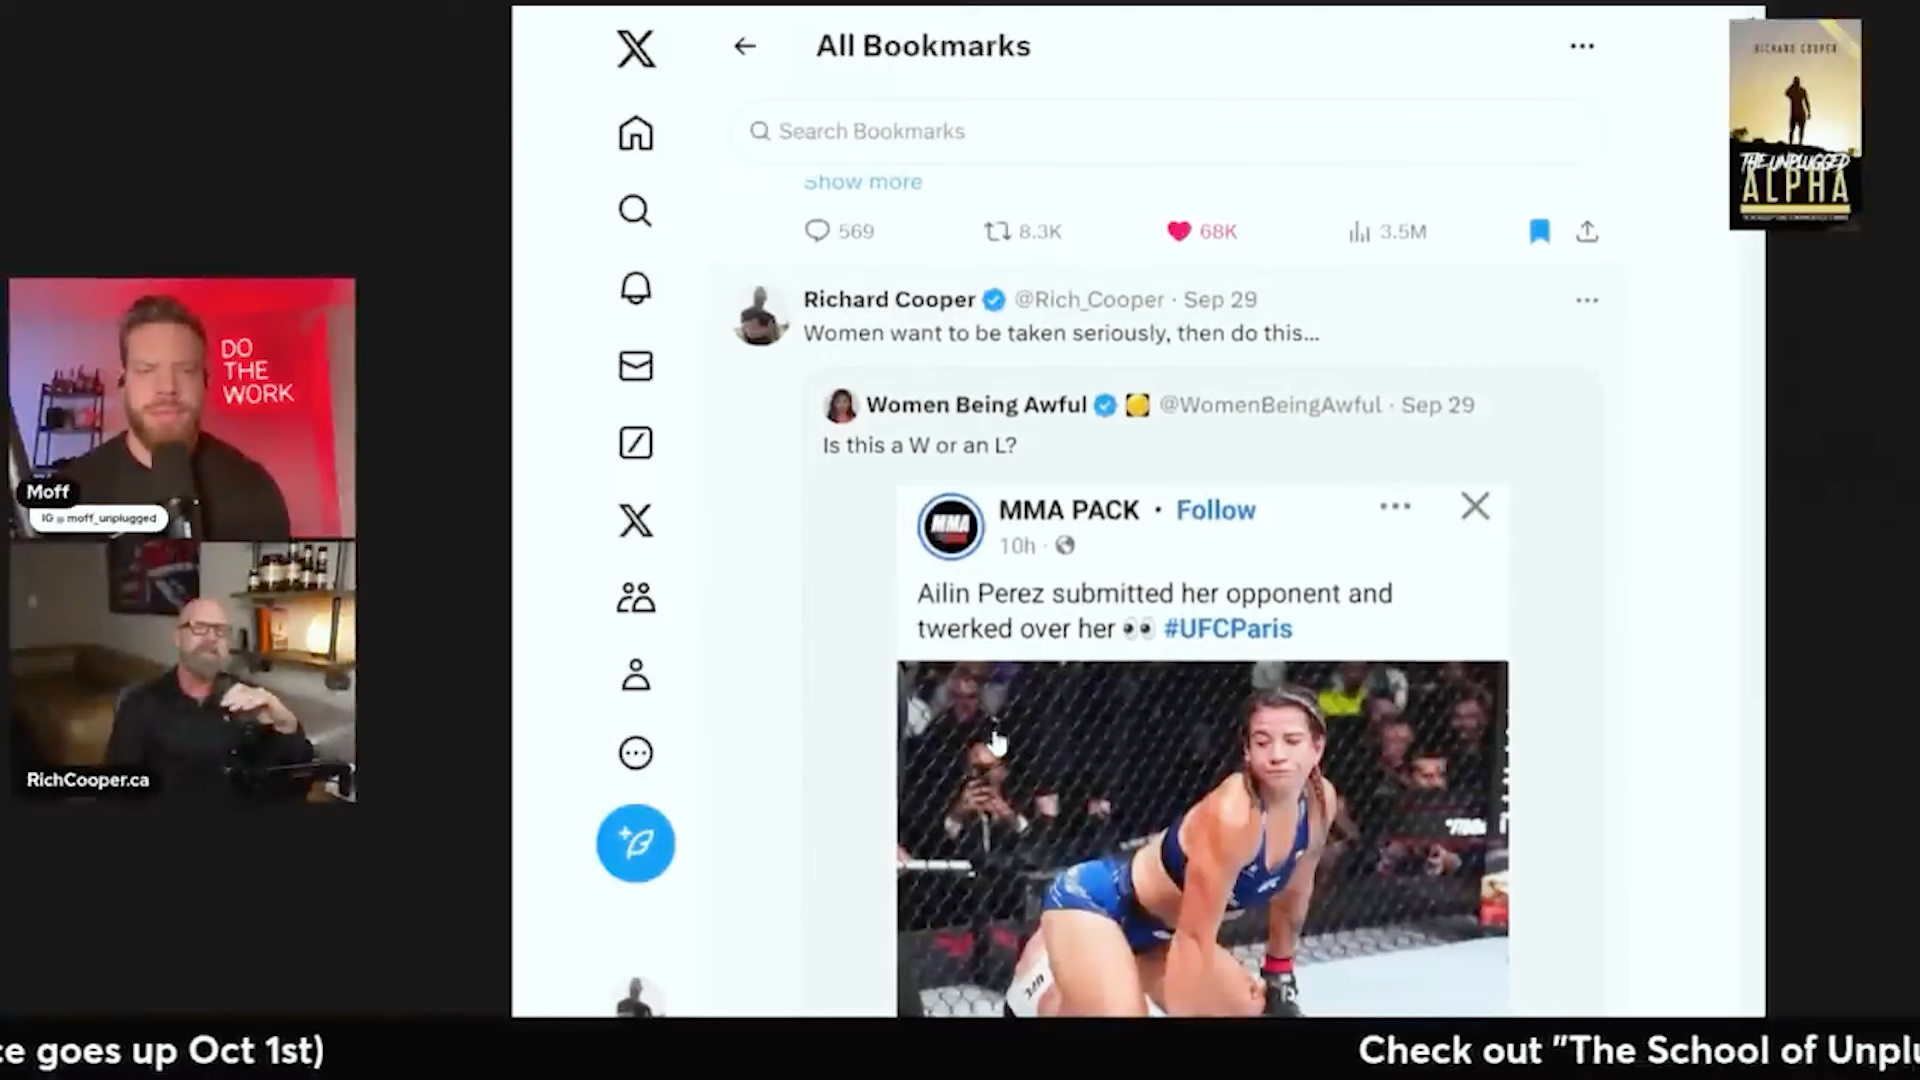 All Bookmarks
Search Bookmarks
Show more
569
8.3K
68K
3.5M
Richard Cooper @Rich_Cooper · Sep 29
Women want to be taken seriously, then do this...
Women Being Awful @WomenBeingAwful · Sep 29
Is this a W or an L?
MMA PACK · Follow
10h ·
Ailin Perez submitted her opponent and
twerked over her 👀 #UFCParis
RICHARD COOPER
THE UNPLUGGED
ALPHA
DO
THE
WORK
Moff
IG @ moff_unplugged
RichCooper.ca
MMA
ce goes up Oct 1st)
Check out "The School of Unplu